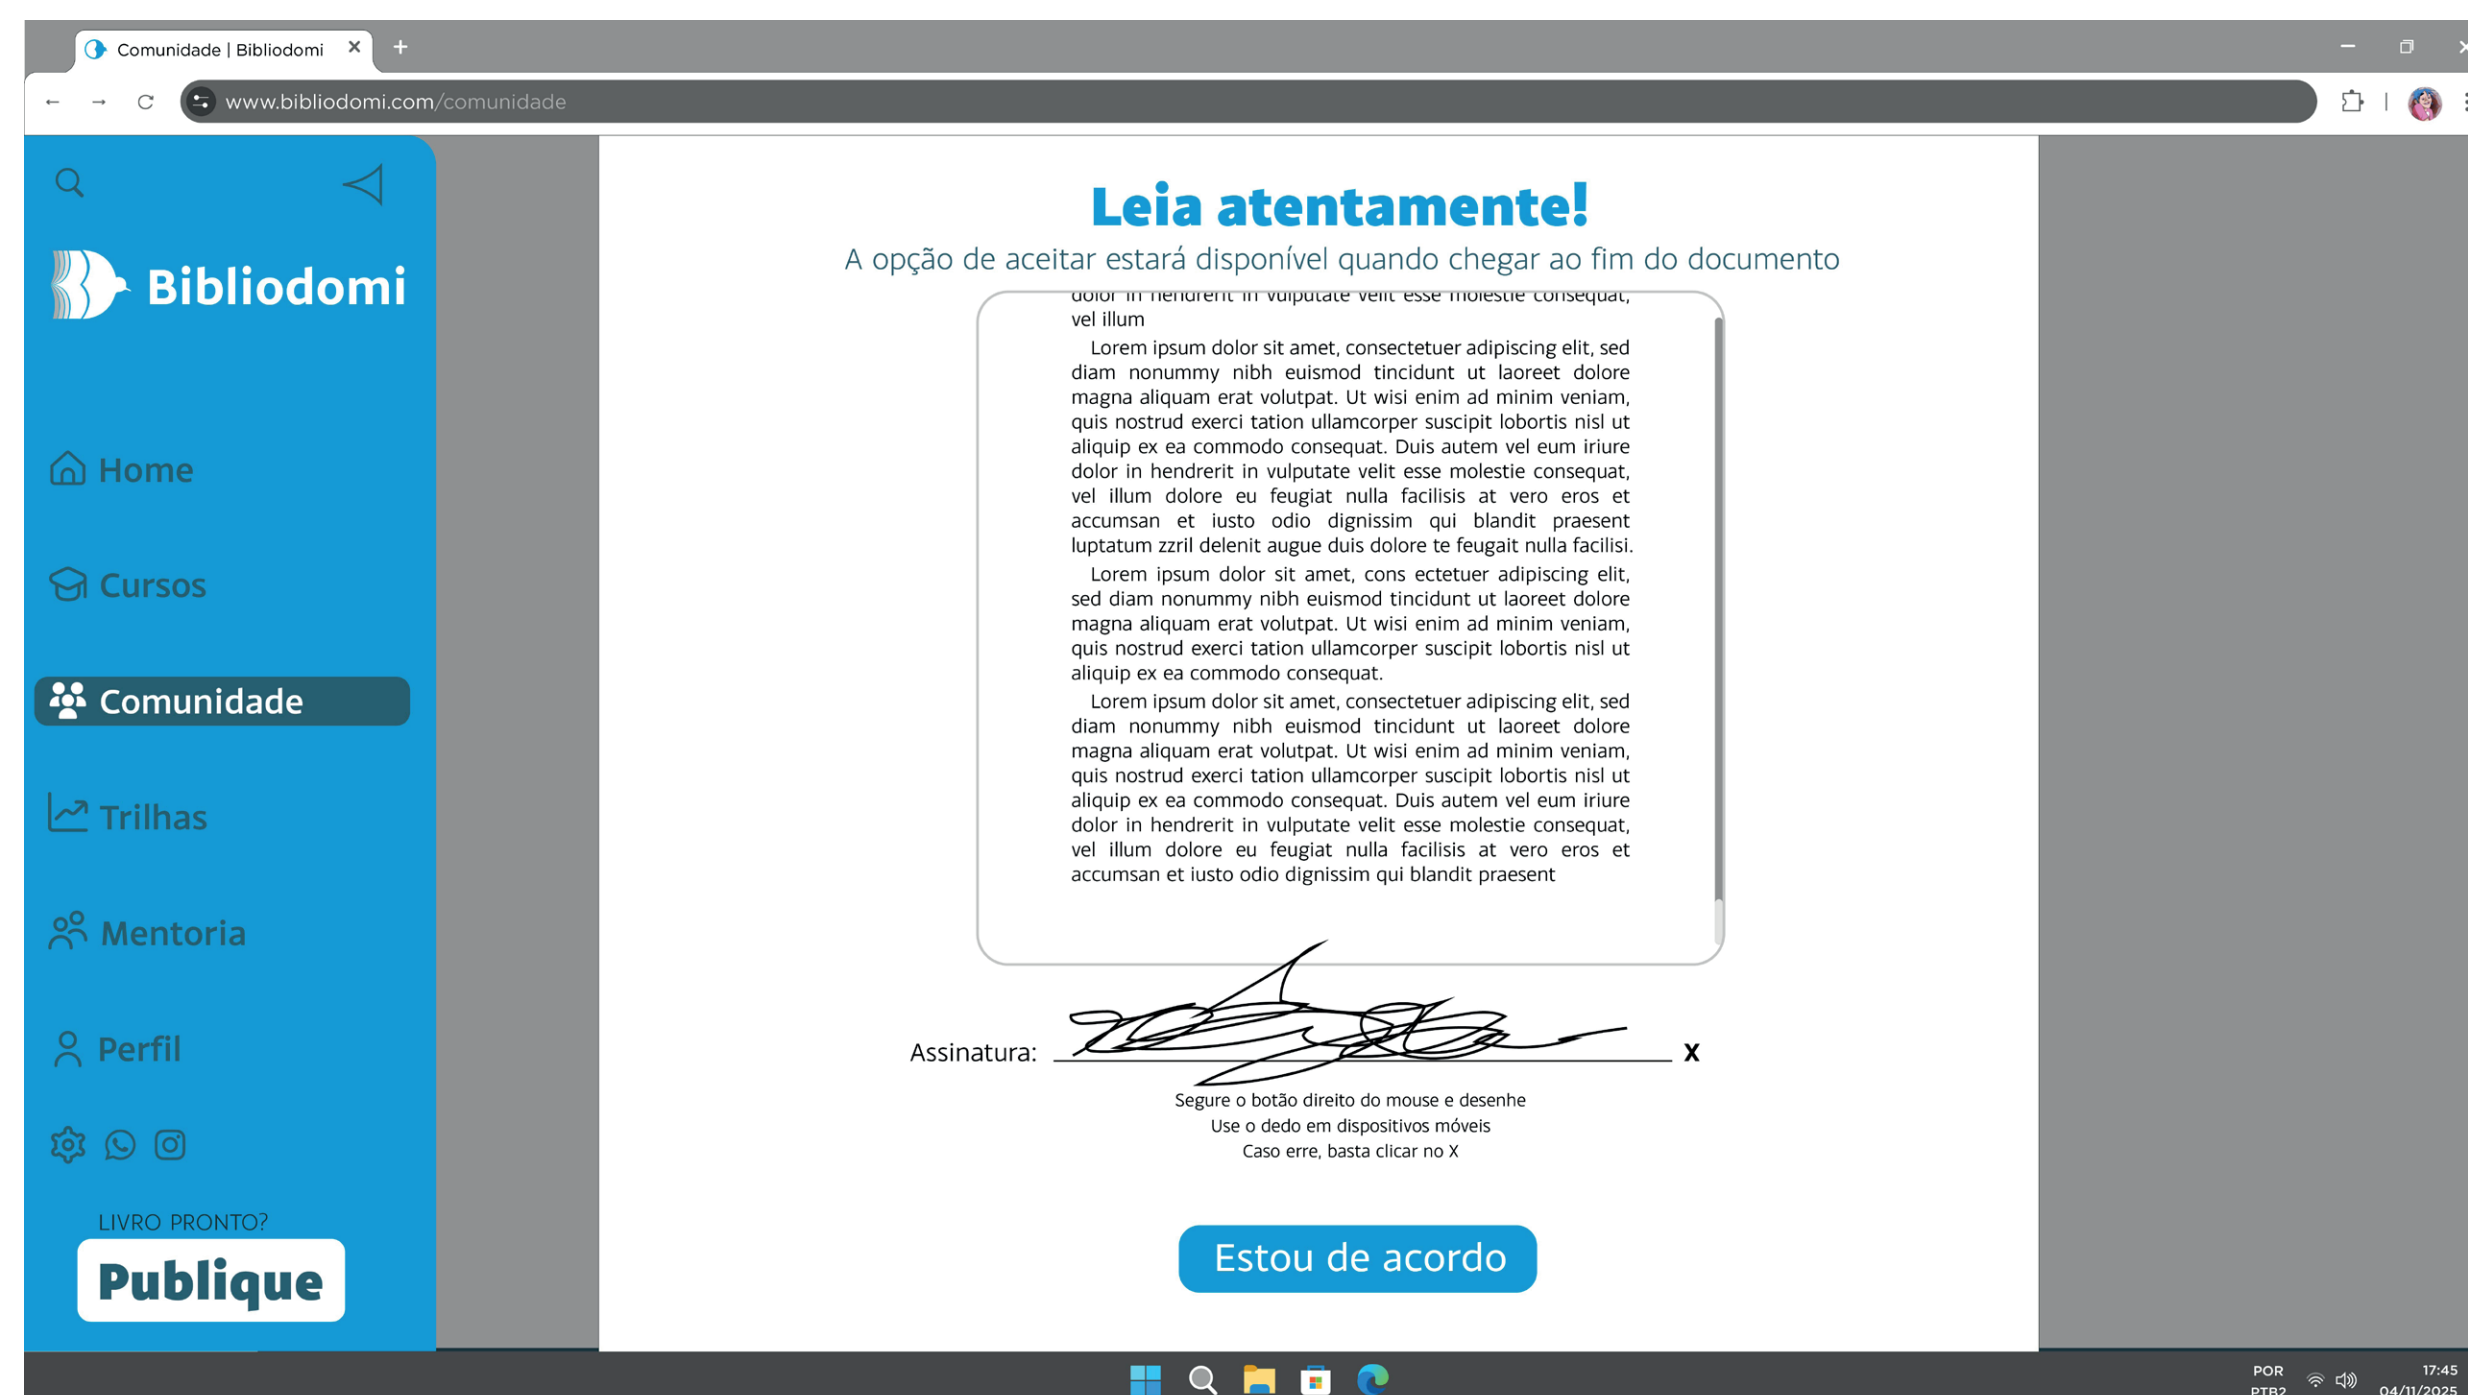 Comunidade | Bibliodomi
www.bibliodomi.com/comunidade
Bibliodomi
Home
Cursos
Comunidade
Trilhas
Mentoria
Perfil
LIVRO PRONTO?
Publique
Leia atentamente!
A opção de aceitar estará disponível quando chegar ao fim do documento
dolor in hendrerit in vulputate velit esse molestie consequat,
vel illum
Lorem ipsum dolor sit amet, consectetuer adipiscing elit, sed
diam nonummy nibh euismod tincidunt ut laoreet dolore
magna aliquam erat volutpat. Ut wisi enim ad minim veniam,
quis nostrud exerci tation ullamcorper suscipit lobortis nisl ut
aliquip ex ea commodo consequat. Duis autem vel eum iriure
dolor in hendrerit in vulputate velit esse molestie consequat,
vel illum dolore eu feugiat nulla facilisis at vero eros et
accumsan et iusto odio dignissim qui blandit praesent
luptatum zzril delenit augue duis dolore te feugait nulla facilisi.
Lorem ipsum dolor sit amet, cons ectetuer adipiscing elit,
sed diam nonummy nibh euismod tincidunt ut laoreet dolore
magna aliquam erat volutpat. Ut wisi enim ad minim veniam,
quis nostrud exerci tation ullamcorper suscipit lobortis nisl ut
aliquip ex ea commodo consequat.
Lorem ipsum dolor sit amet, consectetuer adipiscing elit, sed
diam nonummy nibh euismod tincidunt ut laoreet dolore
magna aliquam erat volutpat. Ut wisi enim ad minim veniam,
quis nostrud exerci tation ullamcorper suscipit lobortis nisl ut
aliquip ex ea commodo consequat. Duis autem vel eum iriure
dolor in hendrerit in vulputate velit esse molestie consequat,
vel illum dolore eu feugiat nulla facilisis at vero eros et
accumsan et iusto odio dignissim qui blandit praesent
Assinatura: X
Segure o botão direito do mouse e desenhe
Use o dedo em dispositivos móveis
Caso erre, basta clicar no X
Estou de acordo
POR
PTB2
17:45
04/11/2025